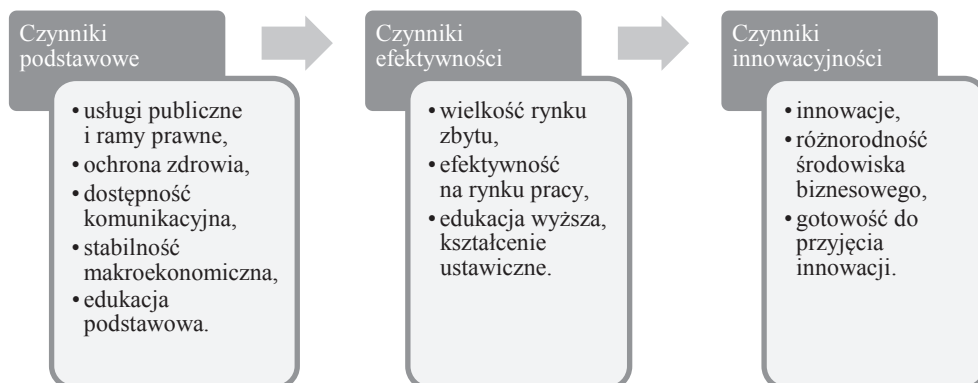 Czynniki
podstawowe
• usługi publiczne
i ramy prawne,
• ochrona zdrowia,
• dostępność
komunikacyjna,
• stabilność
makroekonomiczna,
• edukacja
podstawowa.
Czynniki
efektywności
• wielkość rynku
zbytu,
• efektywność
na rynku pracy,
• edukacja wyższa,
kształcenie
ustawiczne.
Czynniki
innowacyjności
• innowacje,
• różnorodność
środowiska
biznesowego,
• gotowość do
przyjęcia
innowacji.